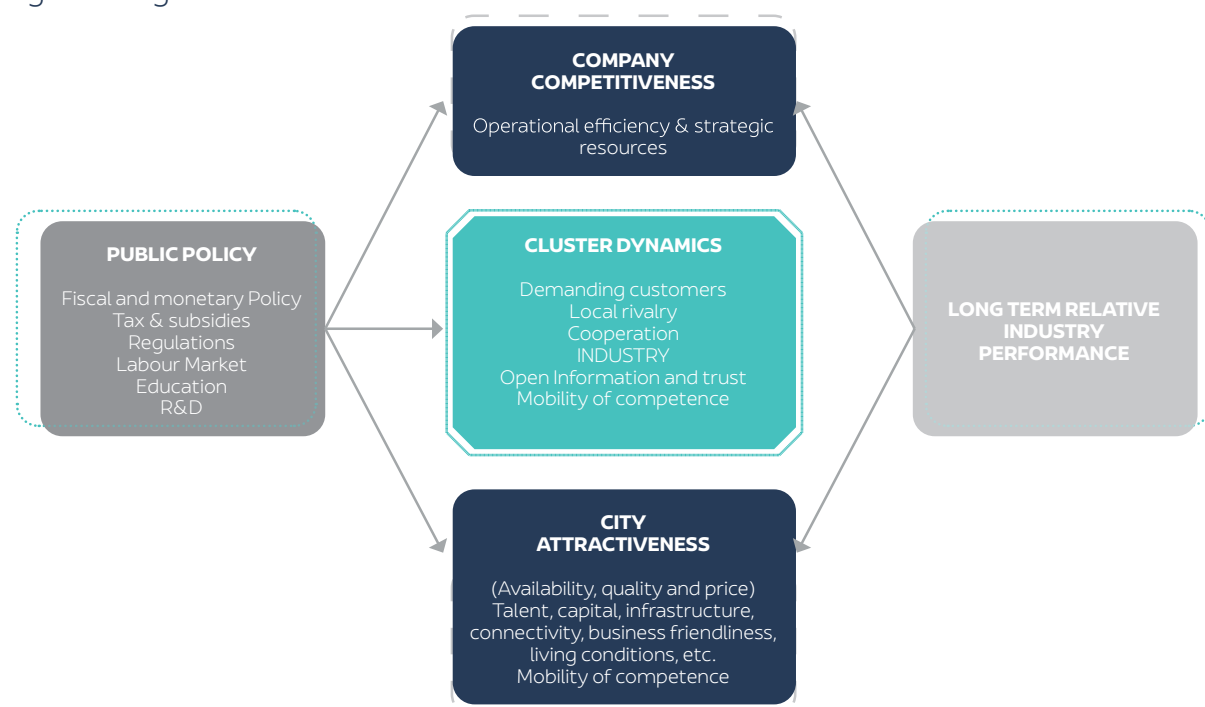 COMPANY
COMPETITIVENESS
Operational efficiency & strategic
resources
PUBLIC POLICY
Fiscal and monetary Policy
Tax & subsidies
Regulations
Labour Market
Education
R&D
CLUSTER DYNAMICS
Demanding customers
Local rivalry
Cooperation
INDUSTRY
Open Information and trust
Mobility of competence
LONG TERM RELATIVE
INDUSTRY
PERFORMANCE
CITY
ATTRACTIVENESS
(Availability, quality and price)
Talent, capital, infrastructure,
connectivity, business friendliness,
living conditions, etc.
Mobility of competence